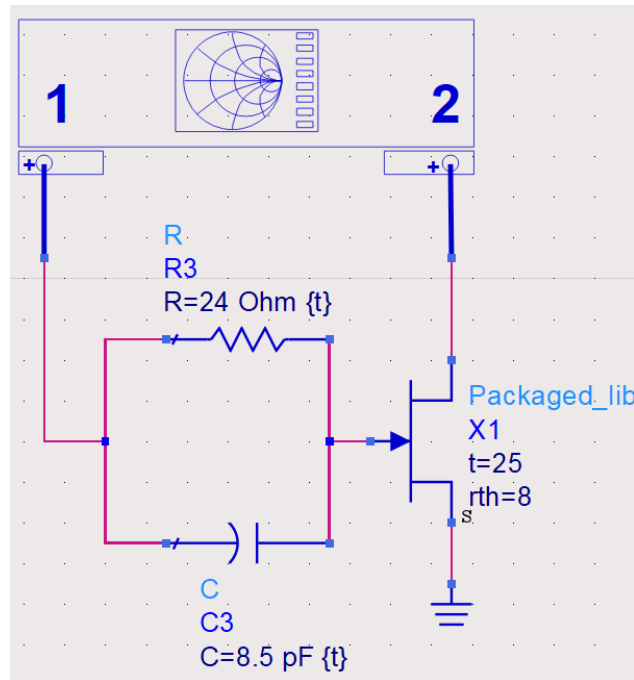 1
2
+
+
R
R3
R=24 Ohm {t}
Packaged_lib
X1
t=25
rth=8
S
C
C3
C=8.5 pF {t}